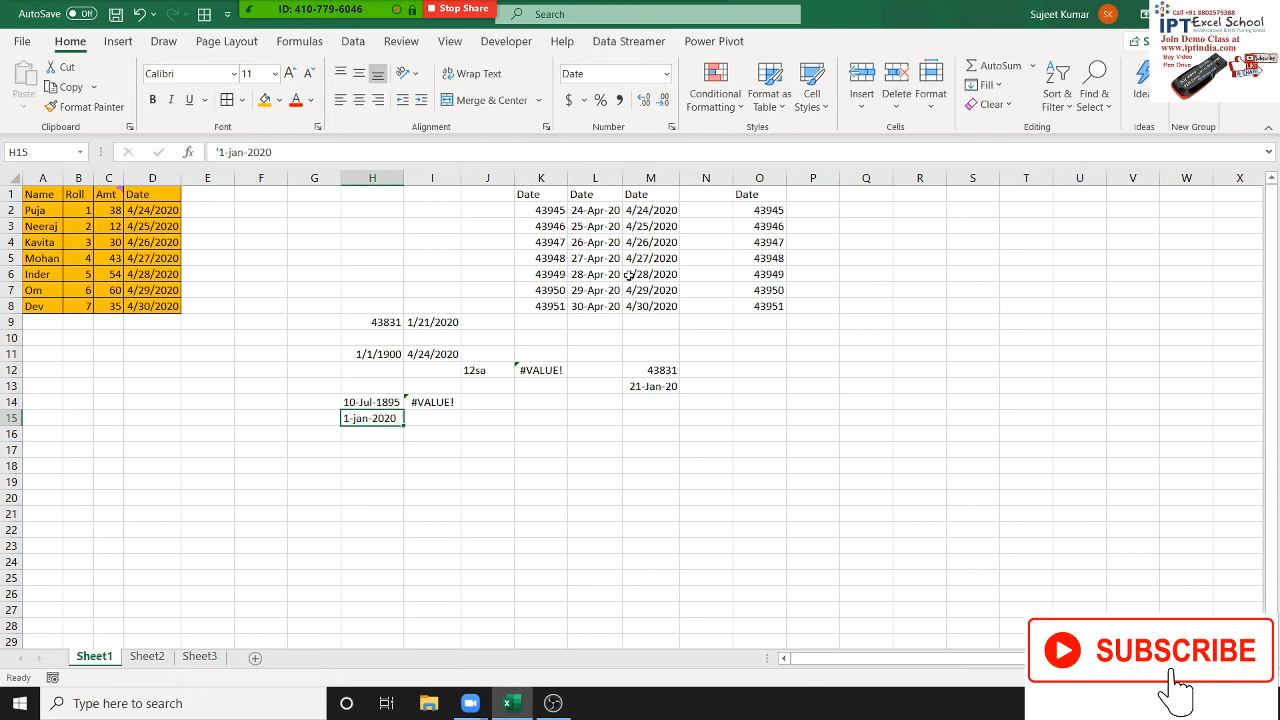 AutoSave Off
ID: 410-779-6046 Stop Share
Search
Sujeet Kumar SK
Call +91 8802579388
IPT Excel School
Advanced Excel & VBA Training School
Join Demo Class at
www.iptindia.com
Buy Video
Pen Drive
File Home Insert Draw Page Layout Formulas Data Review View Developer Help Data Streamer Power Pivot
Paste Cut Copy Format Painter
Calibri 11
B I U
Wrap Text
Merge & Center
Date
$ % ,
Conditional Formatting Format as Table Cell Styles
Insert Delete Format
AutoSum Fill Clear
Sort & Filter Find & Select
Ideas
Clipboard Font Alignment Number Styles Cells Editing Ideas New Group
H15 fx '1-jan-2020
A B C D E F G H I J K L M N O P Q R S T U V W X
1 Name Roll Amt Date Date Date Date Date
2 Puja 1 38 4/24/2020 43945 24-Apr-20 4/24/2020 43945
3 Neeraj 2 12 4/25/2020 43946 25-Apr-20 4/25/2020 43946
4 Kavita 3 30 4/26/2020 43947 26-Apr-20 4/26/2020 43947
5 Mohan 4 43 4/27/2020 43948 27-Apr-20 4/27/2020 43948
6 Inder 5 54 4/28/2020 43949 28-Apr-20 /28/2020 43949
7 Om 6 60 4/29/2020 43950 29-Apr-20 4/29/2020 43950
8 Dev 7 35 4/30/2020 43951 30-Apr-20 4/30/2020 43951
9 43831 1/21/2020
10
11 1/1/1900 4/24/2020
12 12sa #VALUE! 43831
13 21-Jan-20
14 10-Jul-1895 #VALUE!
15 1-jan-2020
16
17
18
19
20
21
22
23
24
25
26
27
28
29
SUBSCRIBE
Sheet1 Sheet2 Sheet3
Ready
Type here to search